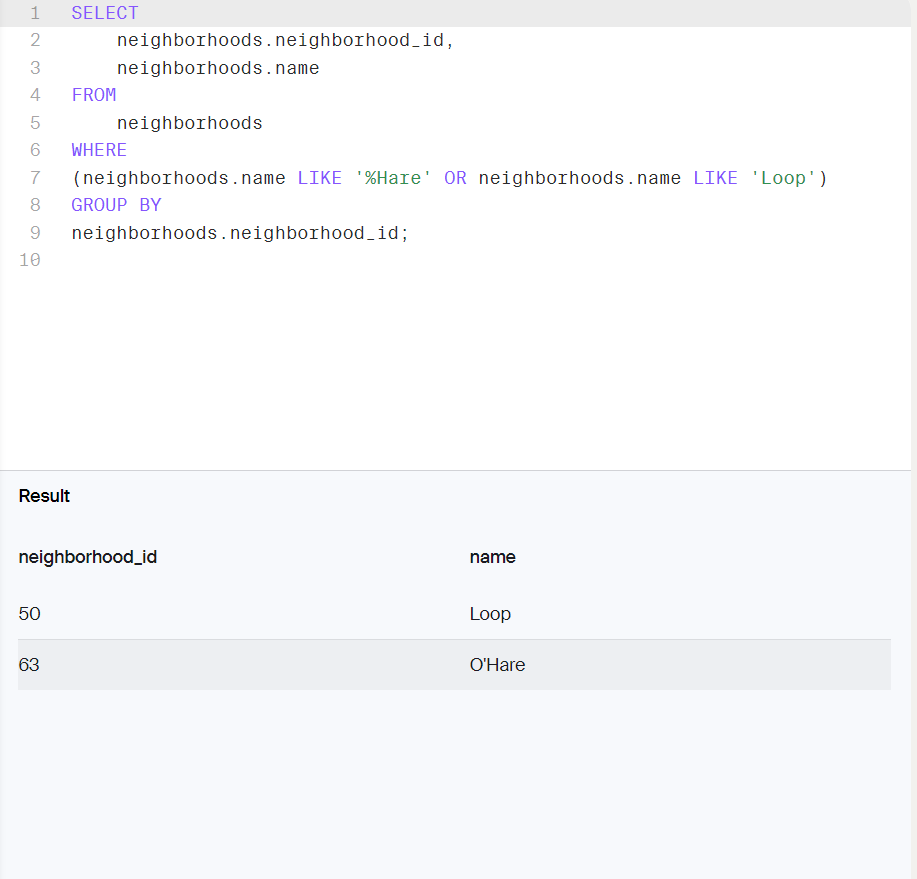 1 SELECT
2 neighborhoods.neighborhood_id,
3 neighborhoods.name
4 FROM
5 neighborhoods
6 WHERE
7 (neighborhoods.name LIKE '%Hare' OR neighborhoods.name LIKE 'Loop')
8 GROUP BY
9 neighborhoods.neighborhood_id;
10
Result
neighborhood_id name
50 Loop
63 O'Hare